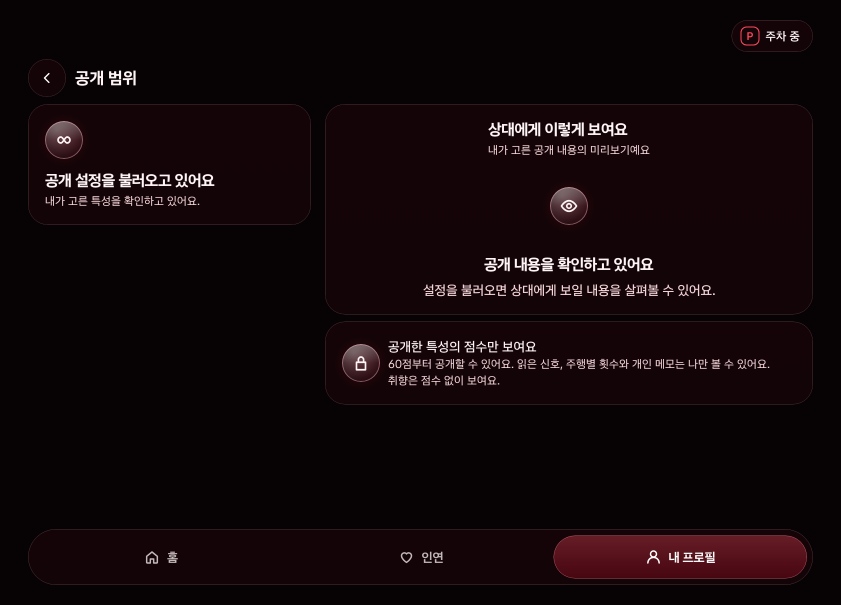 P 주차 중
공개 범위
공개 설정을 불러오고 있어요
내가 고른 특성을 확인하고 있어요.
상대에게 이렇게 보여요
내가 고른 공개 내용의 미리보기예요
공개 내용을 확인하고 있어요
설정을 불러오면 상대에게 보일 내용을 살펴볼 수 있어요.
공개한 특성의 점수만 보여요
60점부터 공개할 수 있어요. 읽은 신호, 주행별 횟수와 개인 메모는 나만 볼 수 있어요.
취향은 점수 없이 보여요.
홈
인연
내 프로필